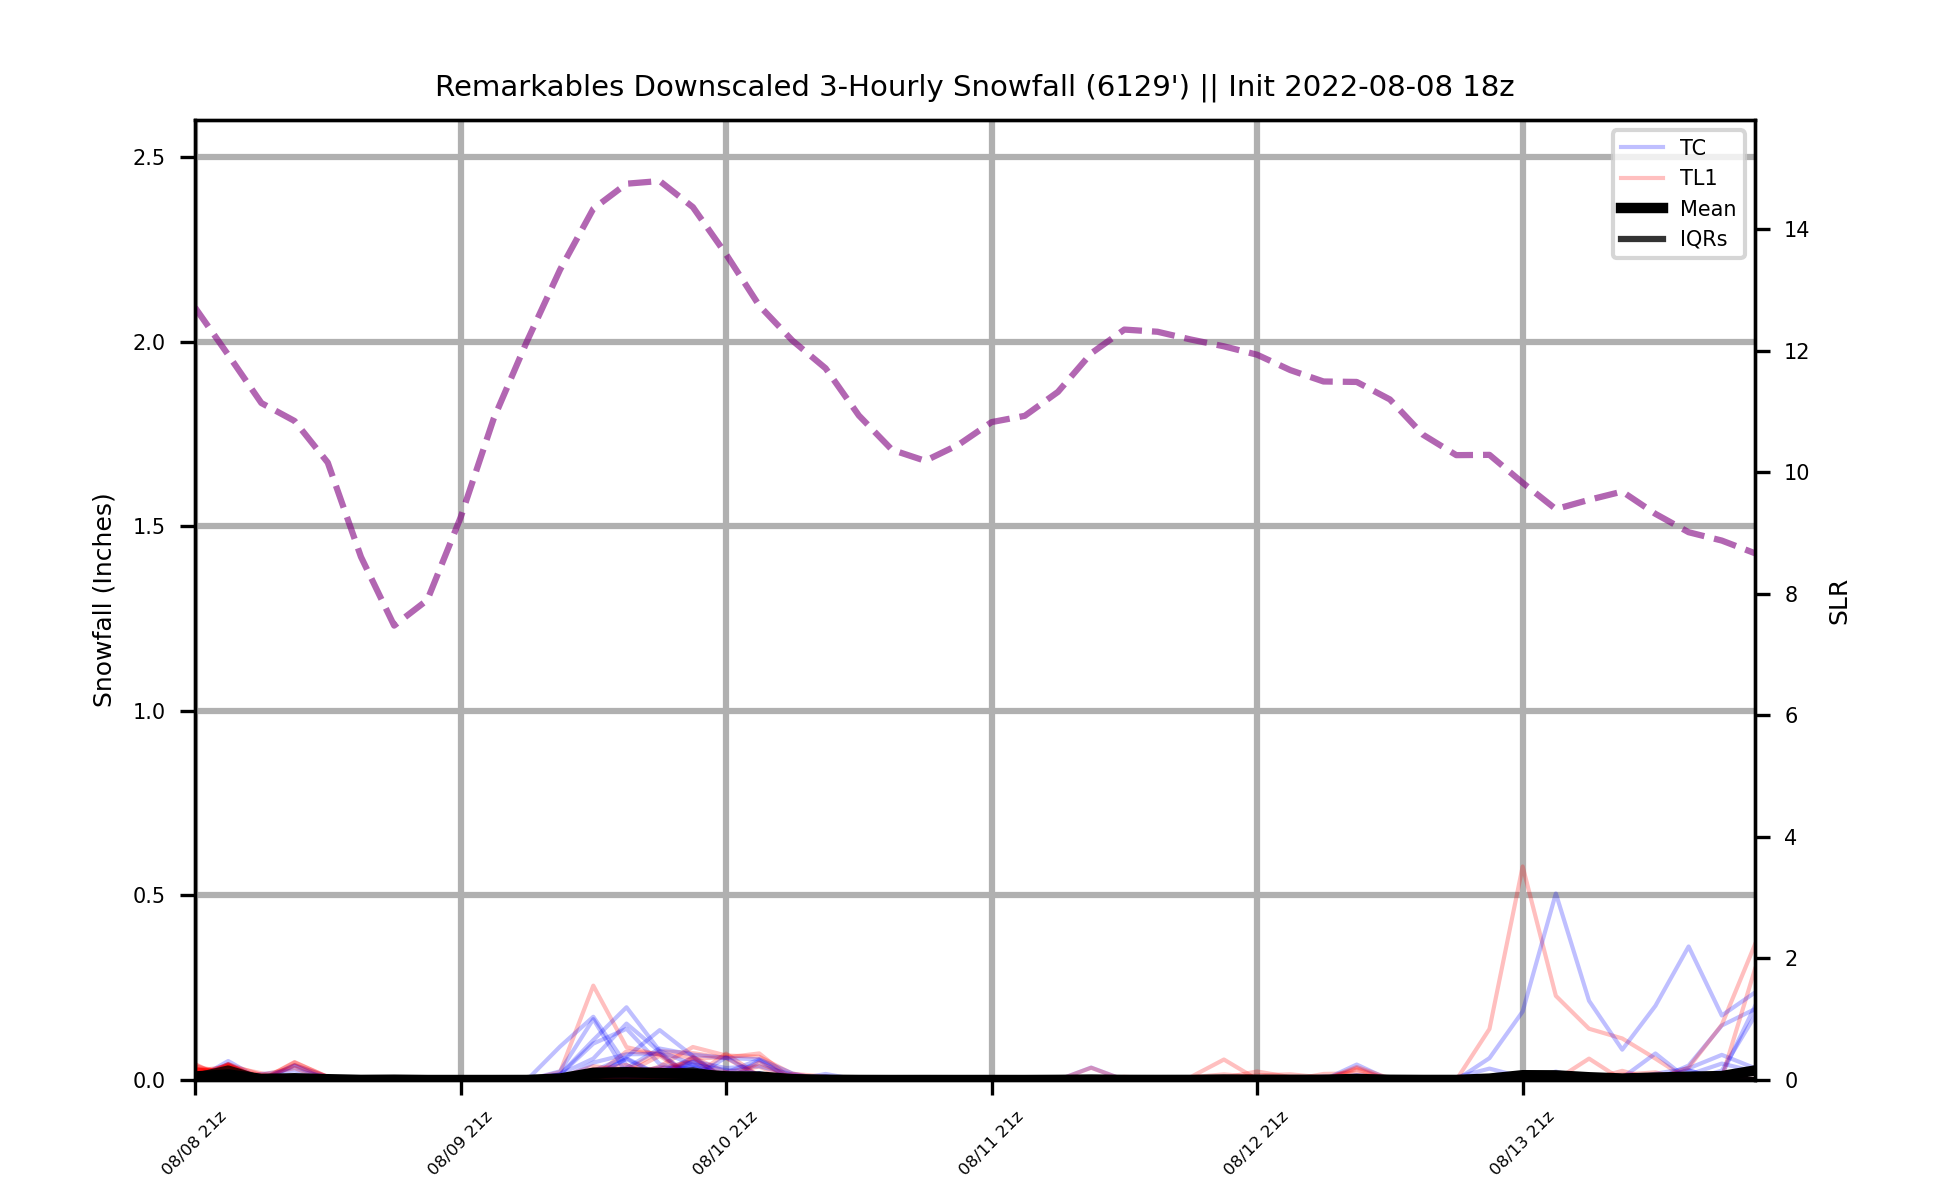 Remarkables Downscaled 3-Hourly Snowfall (6129') || Init 2022-08-08 18z
TC
TL1
Mean
IQRs
Snowfall (Inches)
2.5
2.0
1.5
1.0
0.5
0.0
14
12
10
8
6
4
2
0
SLR
08/08 21z
08/09 21z
08/10 21z
08/11 21z
08/12 21z
08/13 21z